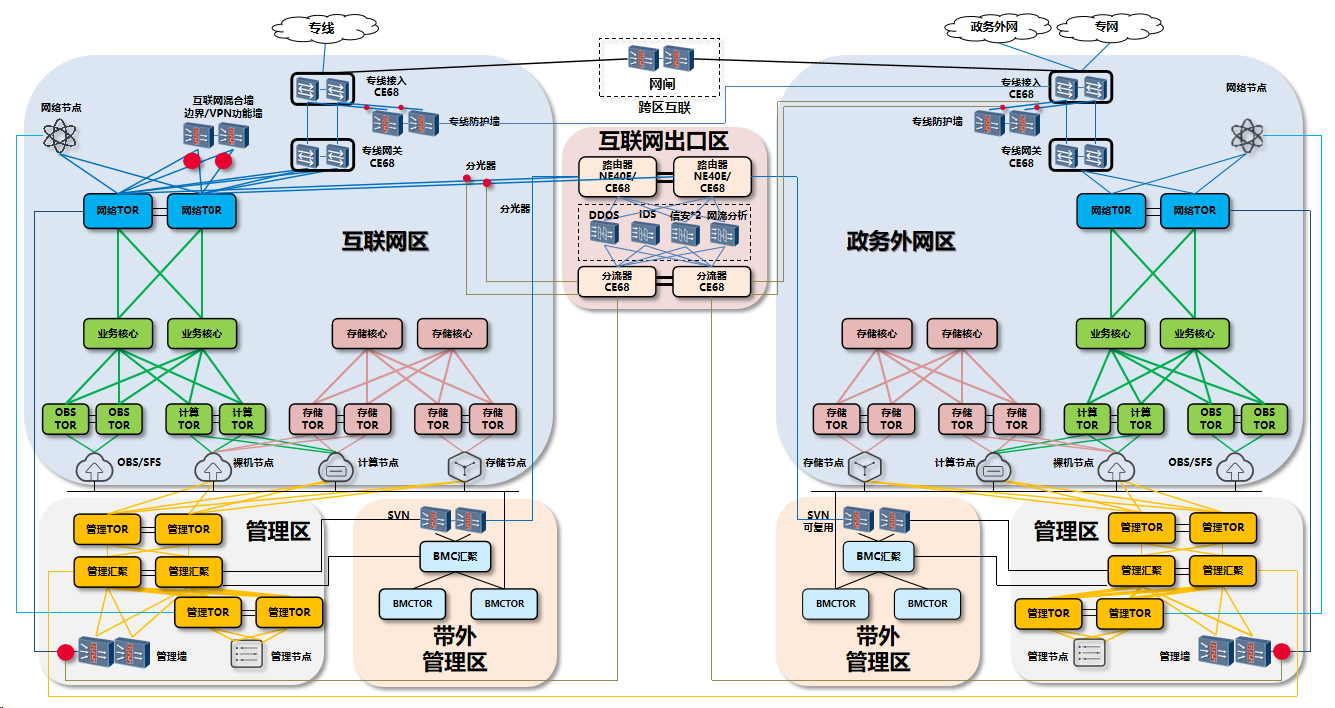 专线
政务外网
专网
网闸
跨区互联
专线接入
CE68
网络节点
互联网混合墙
边界/VPN功能墙
专线防护墙
专线网关
CE68
分光器
分光器
网络TOR
网络T0R
互联网区
业务核心
业务核心
存储核心
存储核心
OBS
TOR
OBS
TOR
计算
TOR
计算
TOR
存储
TOR
存储
TOR
存储
TOR
存储
TOR
OBS/SFS
裸机节点
计算节点
存储节点
互联网出口区
路由器
NE40E/
CE68
路由器
NE40E/
CE68
DDOS
IDS
信安*2
网流分析
分流器
CE68
分流器
CE68
专线接入
CE68
网络节点
专线防护墙
专线网关
CE68
网络T0R
网络TOR
政务外网区
存储核心
存储核心
业务核心
业务核心
存储
TOR
存储
TOR
存储
TOR
存储
TOR
计算
TOR
计算
TOR
OBS
TOR
OBS
TOR
存储节点
计算节点
裸机节点
OBS/SFS
管理TOR
管理TOR
管理区
管理汇聚
管理汇聚
管理TOR
管理TOR
管理墙
管理节点
SVN
BMC汇聚
BMCTOR
BMCTOR
带外
管理区
SVN
可复用
BMC汇聚
BMCTOR
BMCTOR
带外
管理区
管理区
管理TOR
管理TOR
管理汇聚
管理汇聚
管理TOR
管理TOR
管理节点
管理墙